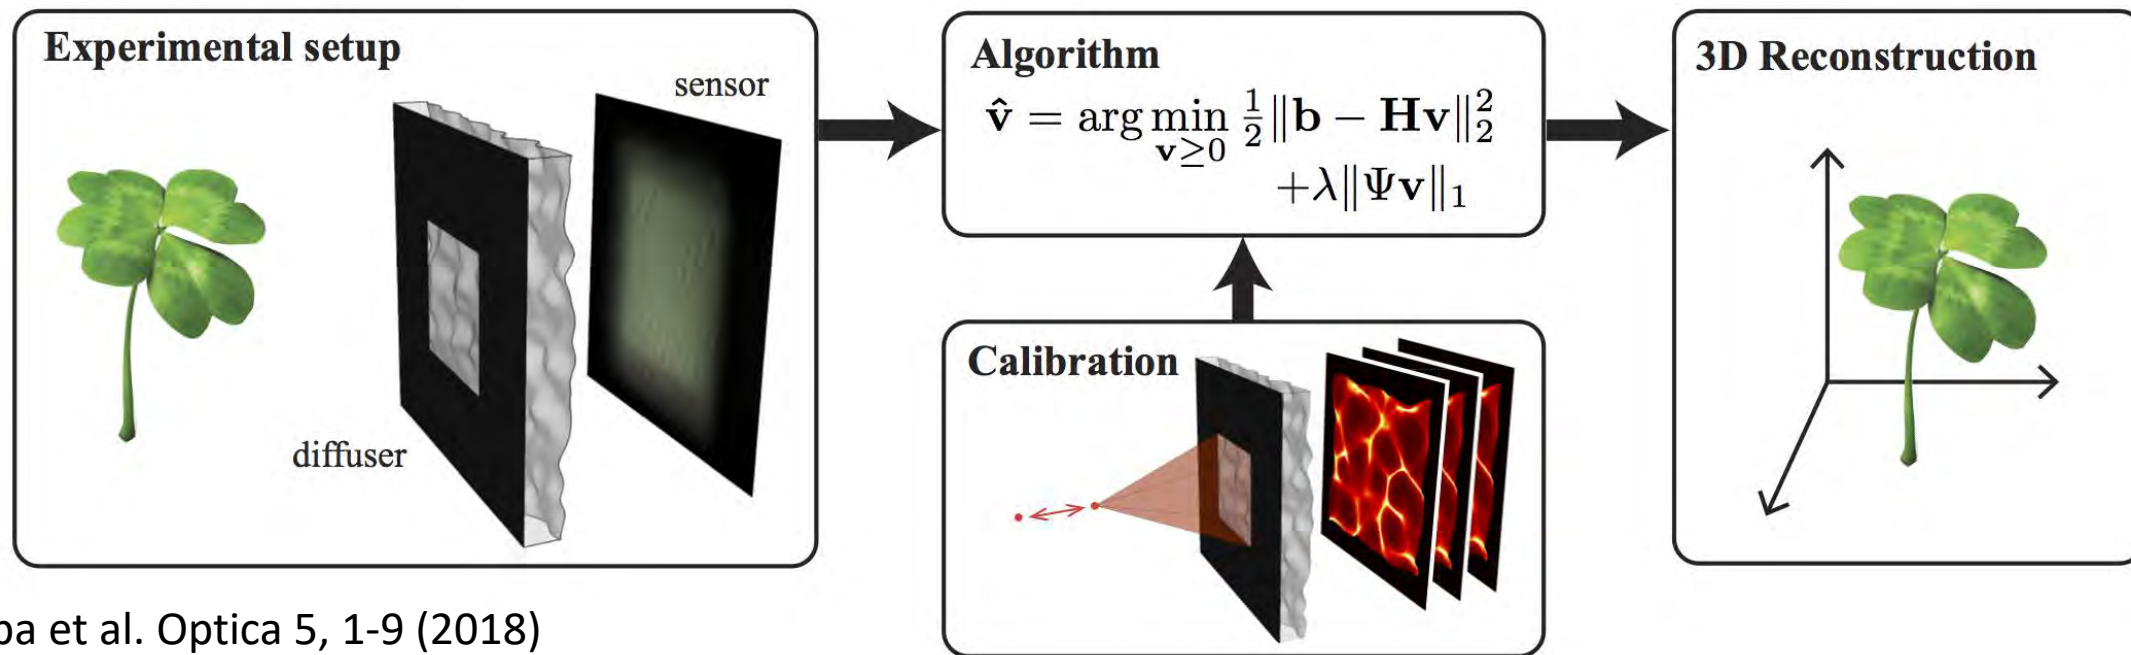 Experimental setup
sensor
diffuser
Algorithm
v̂ = arg min ½‖b − Hv‖₂²
v≥0
+λ‖Ψv‖₁
Calibration
3D Reconstruction
et al. Optica 5, 1-9 (2018)